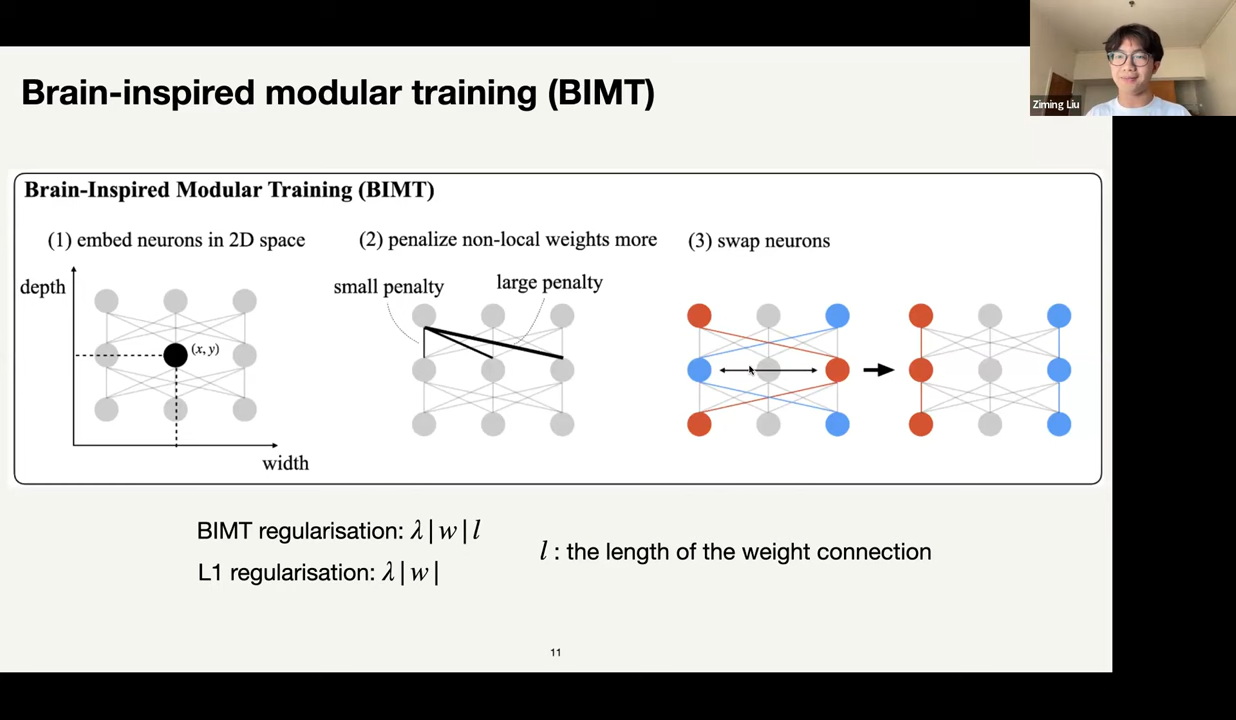 Brain-inspired modular training (BIMT)
Ziming Liu
Brain-Inspired Modular Training (BIMT)
(1) embed neurons in 2D space
(2) penalize non-local weights more
(3) swap neurons
depth
(x, y)
width
small penalty
large penalty
BIMT regularisation: λ|w|l
L1 regularisation: λ|w|
l : the length of the weight connection
11